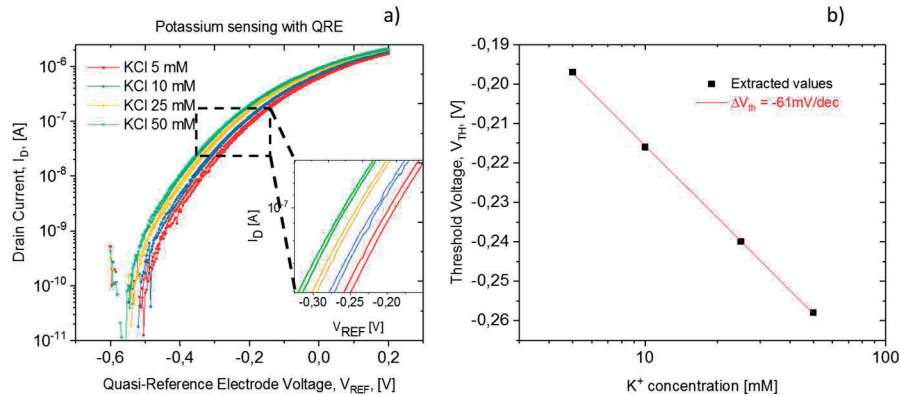 Potassium sensing with QRE
a)
KCl 5 mM
KCl 10 mM
KCl 25 mM
KCl 50 mM
Drain Current, I_D, [A]
10^-6
10^-7
10^-8
10^-9
10^-10
10^-11
-0,6
-0,4
-0,2
0,0
0,2
Quasi-Reference Electrode Voltage, V_REF, [V]
I_D [A]
10^-7
-0,30
-0,25
-0,20
V_REF [V]
b)
Extracted values
ΔV_th = -61mV/dec
Threshold Voltage, V_TH, [V]
-0,19
-0,20
-0,21
-0,22
-0,23
-0,24
-0,25
-0,26
10
100
K^+ concentration [mM]